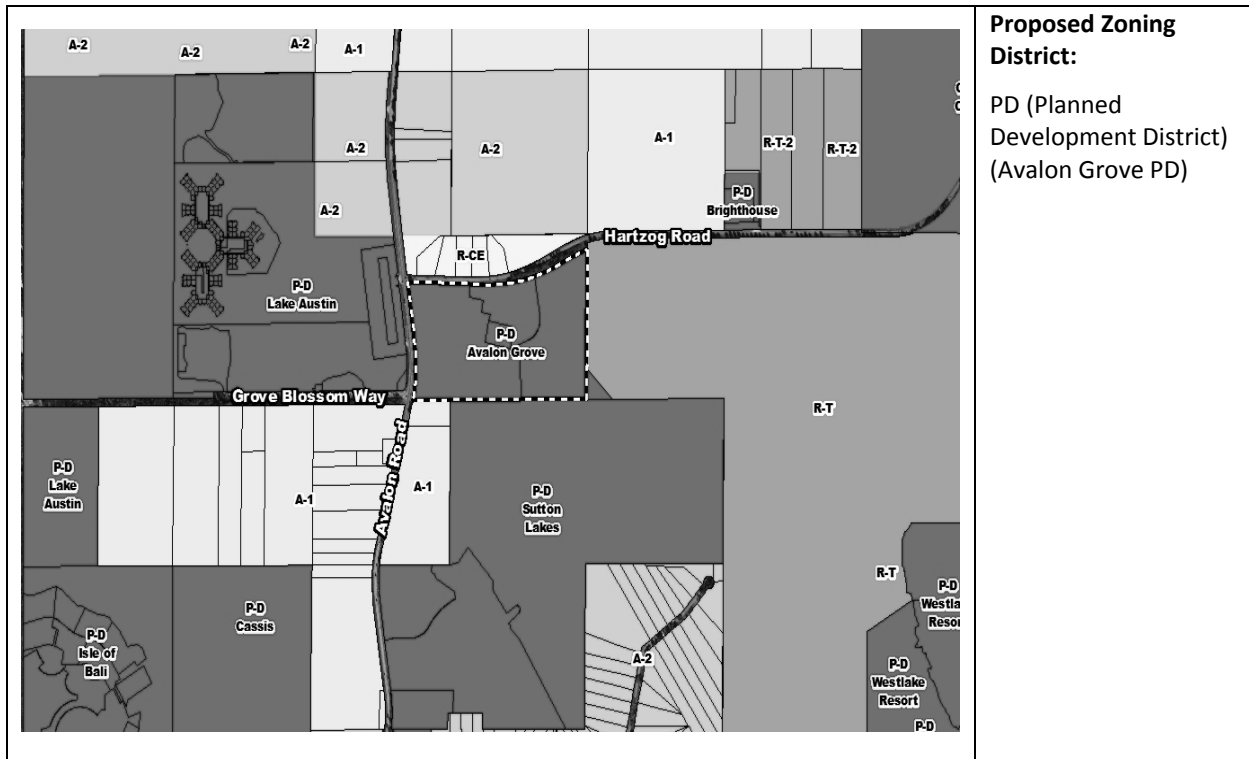 A-2
A-2
A-2
A-1
A-2
A-2
A-1
R-T-2
R-T-2
P-D
Brighthouse
A-2
Hartzog Road
R-CE
P-D
Lake Austin
P-D
Avalon Grove
Grove Blossom Way
R-T
P-D
Lake
Austin
A-1
Avalon Road
A-1
P-D
Sutton
Lakes
R-T
P-D
P-D
Cassis
P-D
Isle of
Bali
A-2
P-D
Westlake
Resort
P-D
Proposed Zoning
District:
PD (Planned
Development District)
(Avalon Grove PD)